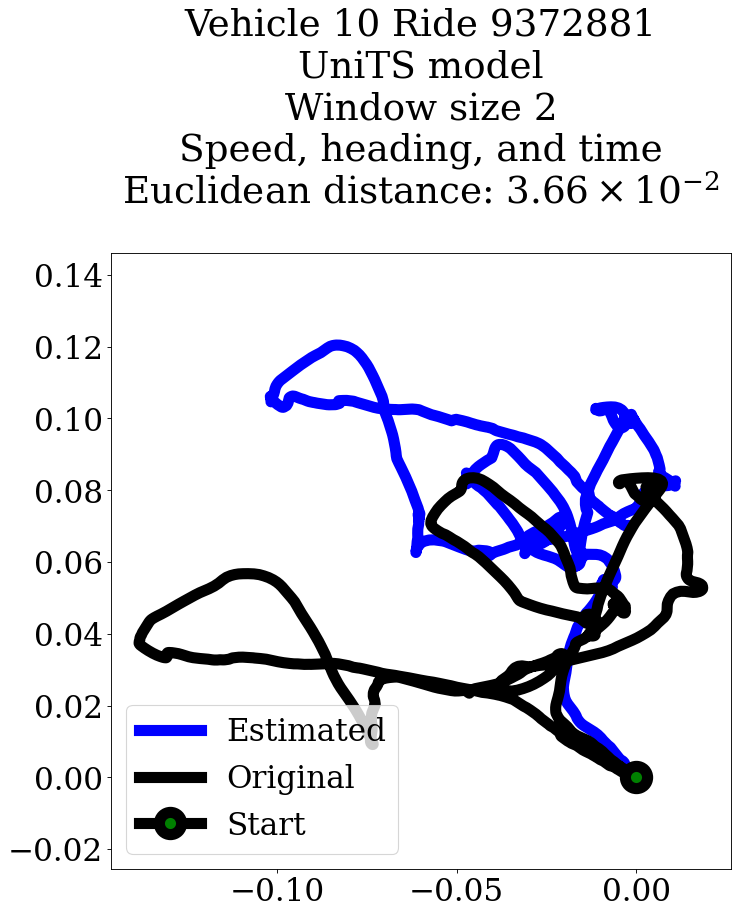 Vehicle 10 Ride 9372881
UniTS model
Window size 2
Speed, heading, and time
Euclidean distance: 3.66 × 10⁻²
0.14
0.12
0.10
0.08
0.06
0.04
0.02
0.00
−0.02
Estimated
Original
Start
−0.10 −0.05 0.00